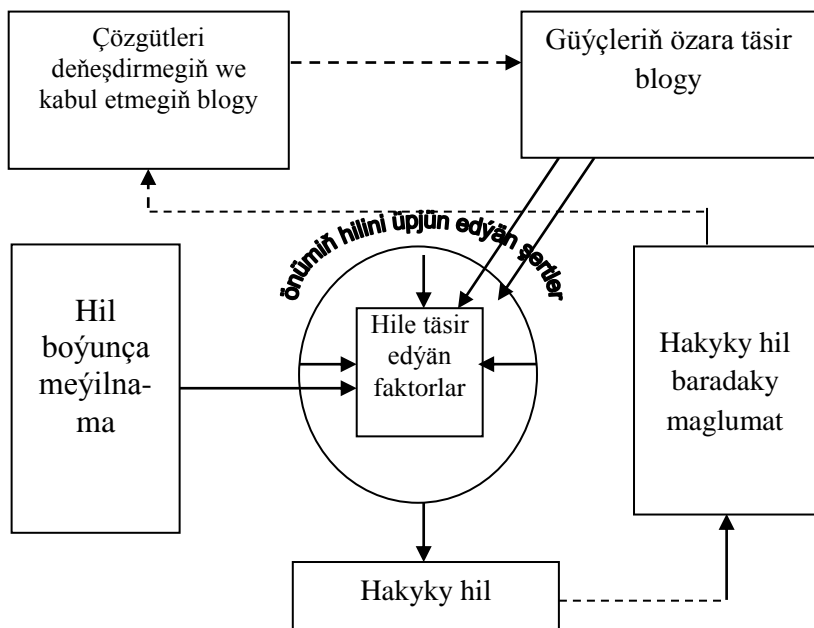 Çözgütleri
deňeşdirmegiň we
kabul etmegiň blogy
Güýçleriň özara täsir
blogy
önümiň hilini üpjün edýän şertler
Hil
boýunça
meýilna-
ma
Hile täsir
edýän
faktorlar
Hakyky hil
baradaky
maglumat
Hakyky hil